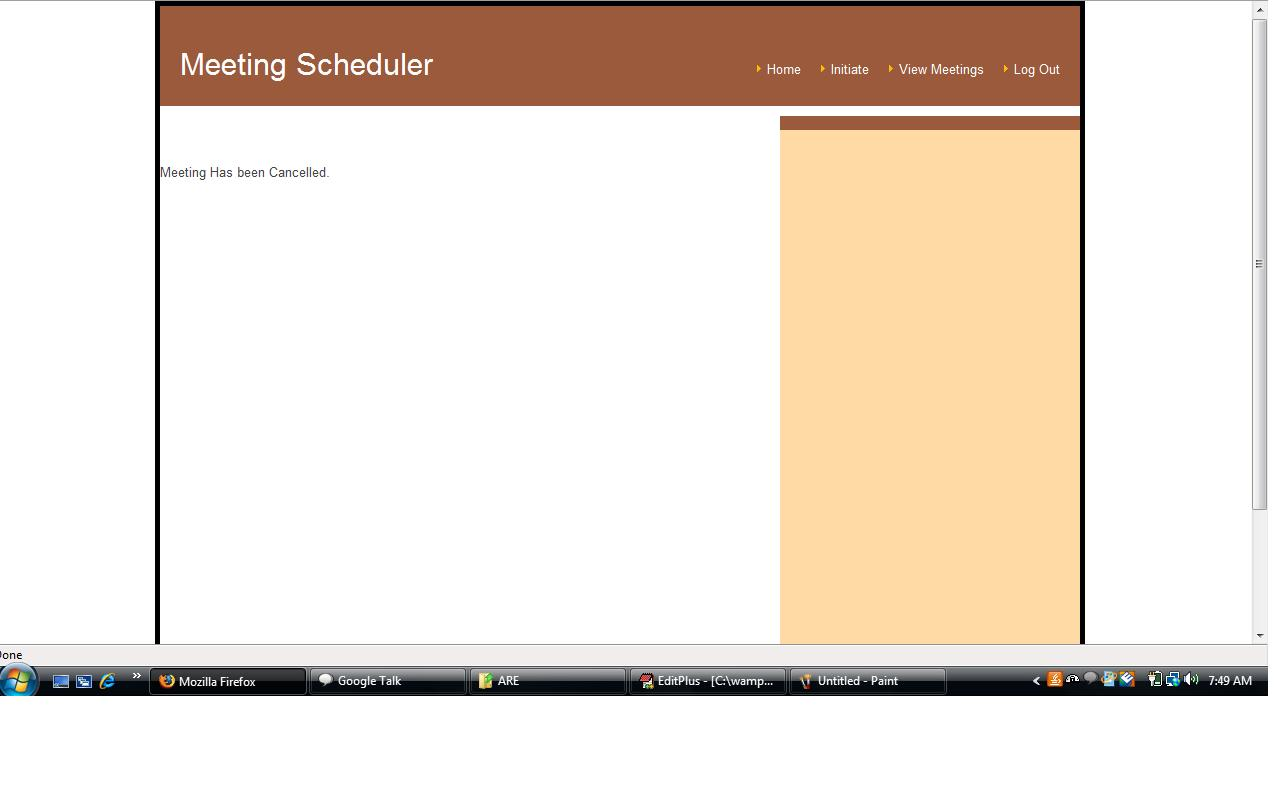 Meeting Scheduler
Home
Initiate
View Meetings
Log Out
Meeting Has been Cancelled.
one
Mozilla Firefox
Google Talk
ARE
EditPlus - [C:\wamp...
Untitled - Paint
7:49 AM